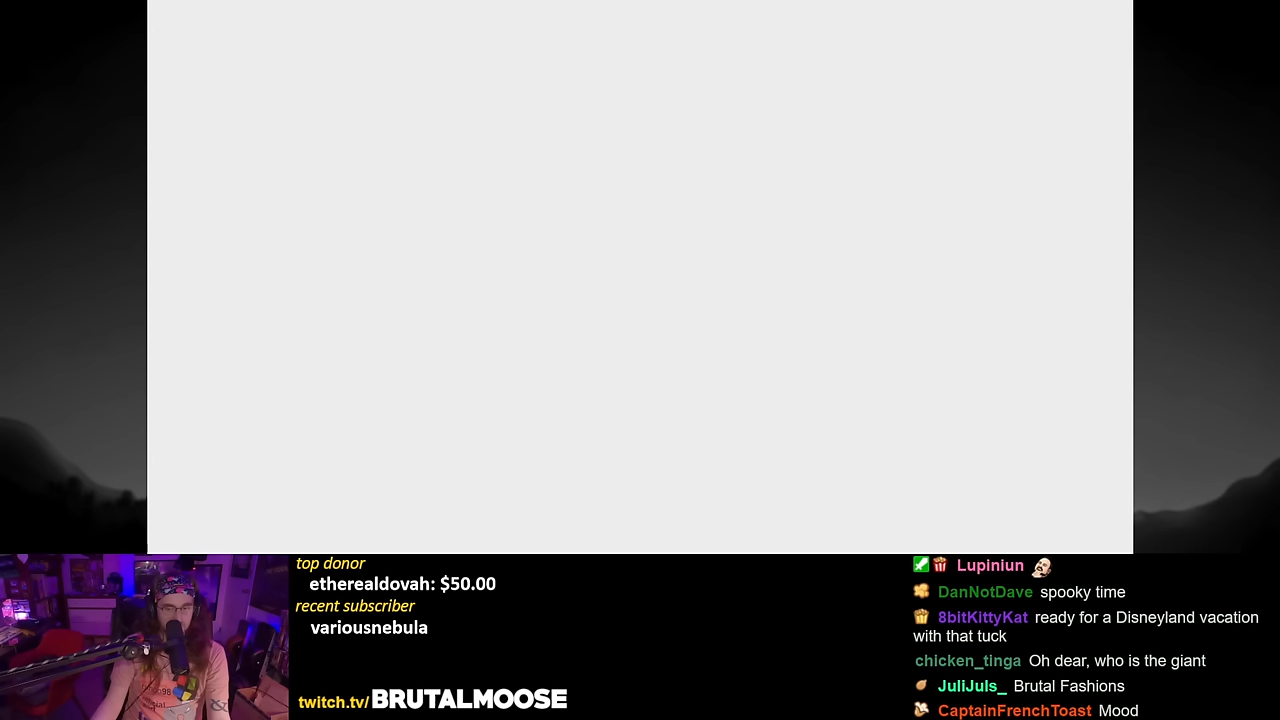 top donor
etherealdovah: $50.00
recent subscriber
variousnebula
twitch.tv/BRUTALMOOSE
Lupiniun
DanNotDave spooky time
8bitKittyKat ready for a Disneyland vacation
with that tuck
chicken_tinga Oh dear, who is the giant
JuliJuls_ Brutal Fashions
CaptainFrenchToast Mood